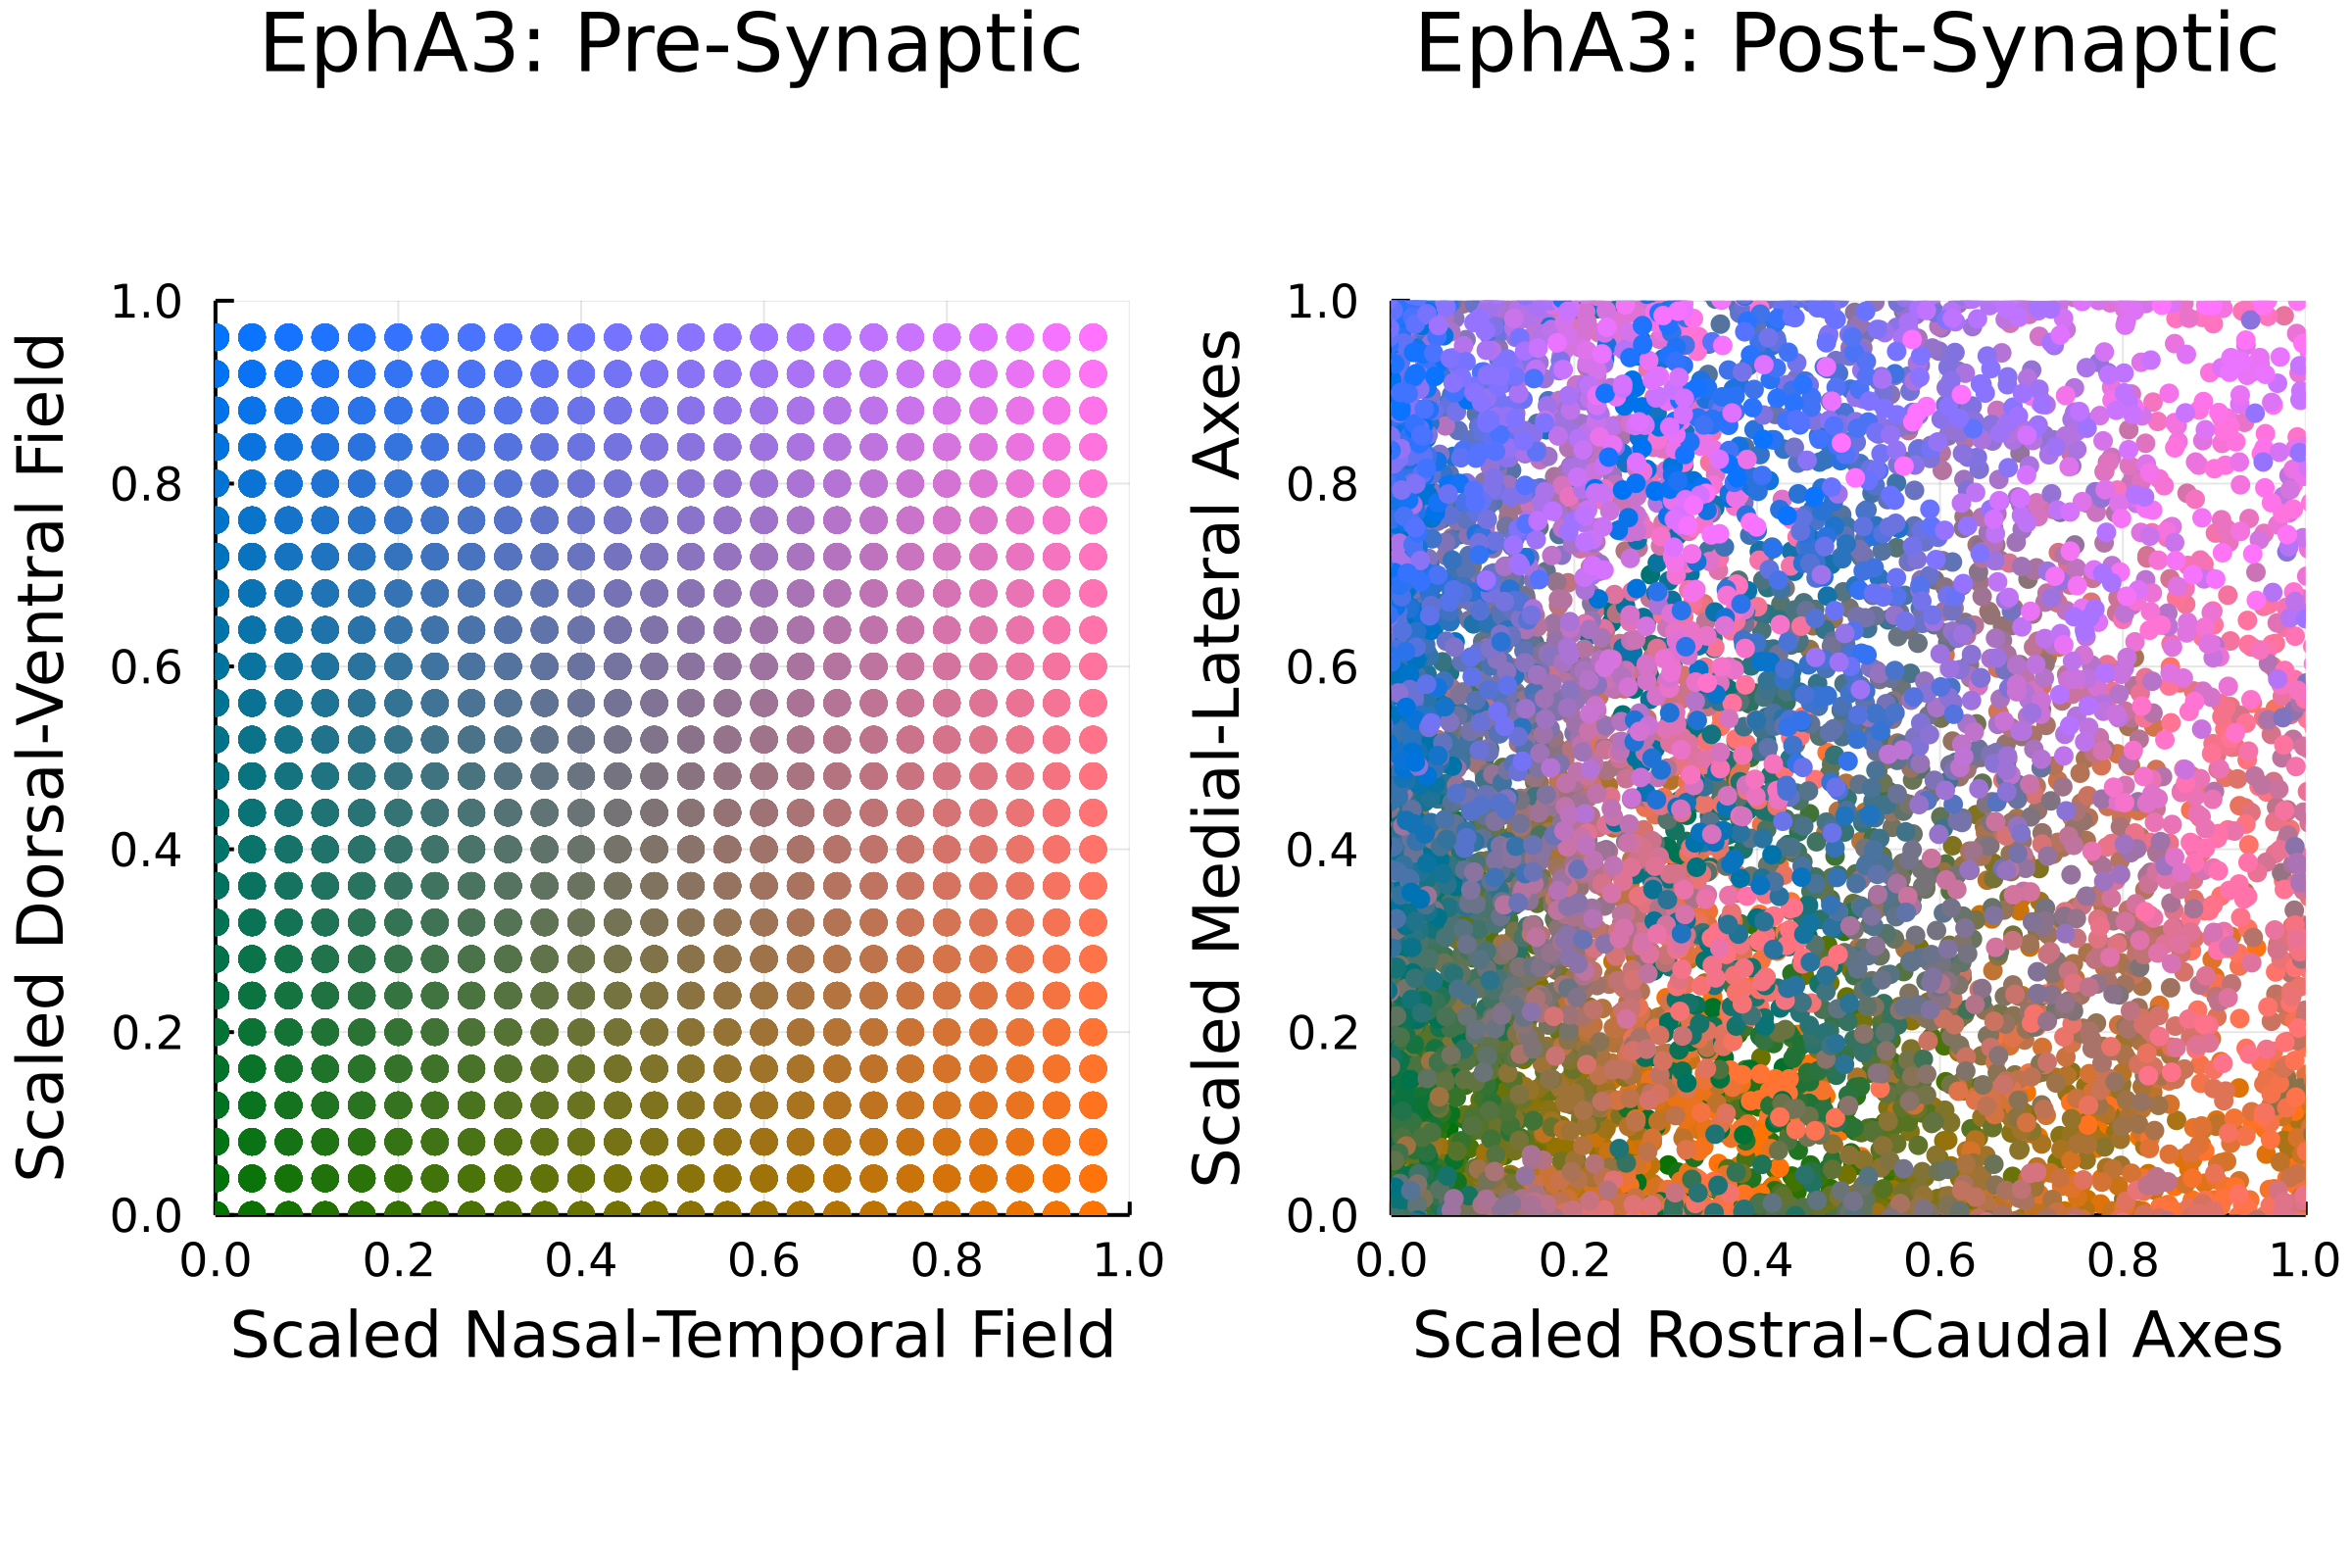 EphA3: Pre-Synaptic
Scaled Dorsal-Ventral Field
1.0
0.8
0.6
0.4
0.2
0.0
0.0 0.2 0.4 0.6 0.8 1.0
Scaled Nasal-Temporal Field
EphA3: Post-Synaptic
Scaled Medial-Lateral Axes
1.0
0.8
0.6
0.4
0.2
0.0
0.0 0.2 0.4 0.6 0.8 1.0
Scaled Rostral-Caudal Axes